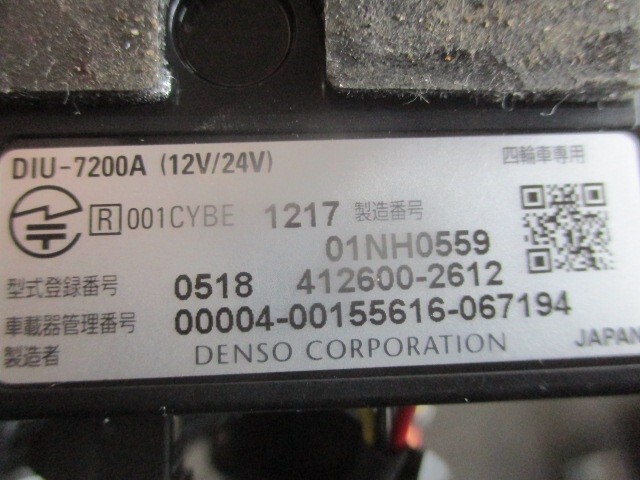 DIU-7200A (12V/24V) 四輪車専用
R 001CYBE 1217 製造番号
01NH0559
型式登録番号 0518 412600-2612
車載器管理番号 00004-00155616-067194
製造者 DENSO CORPORATION JAPAN